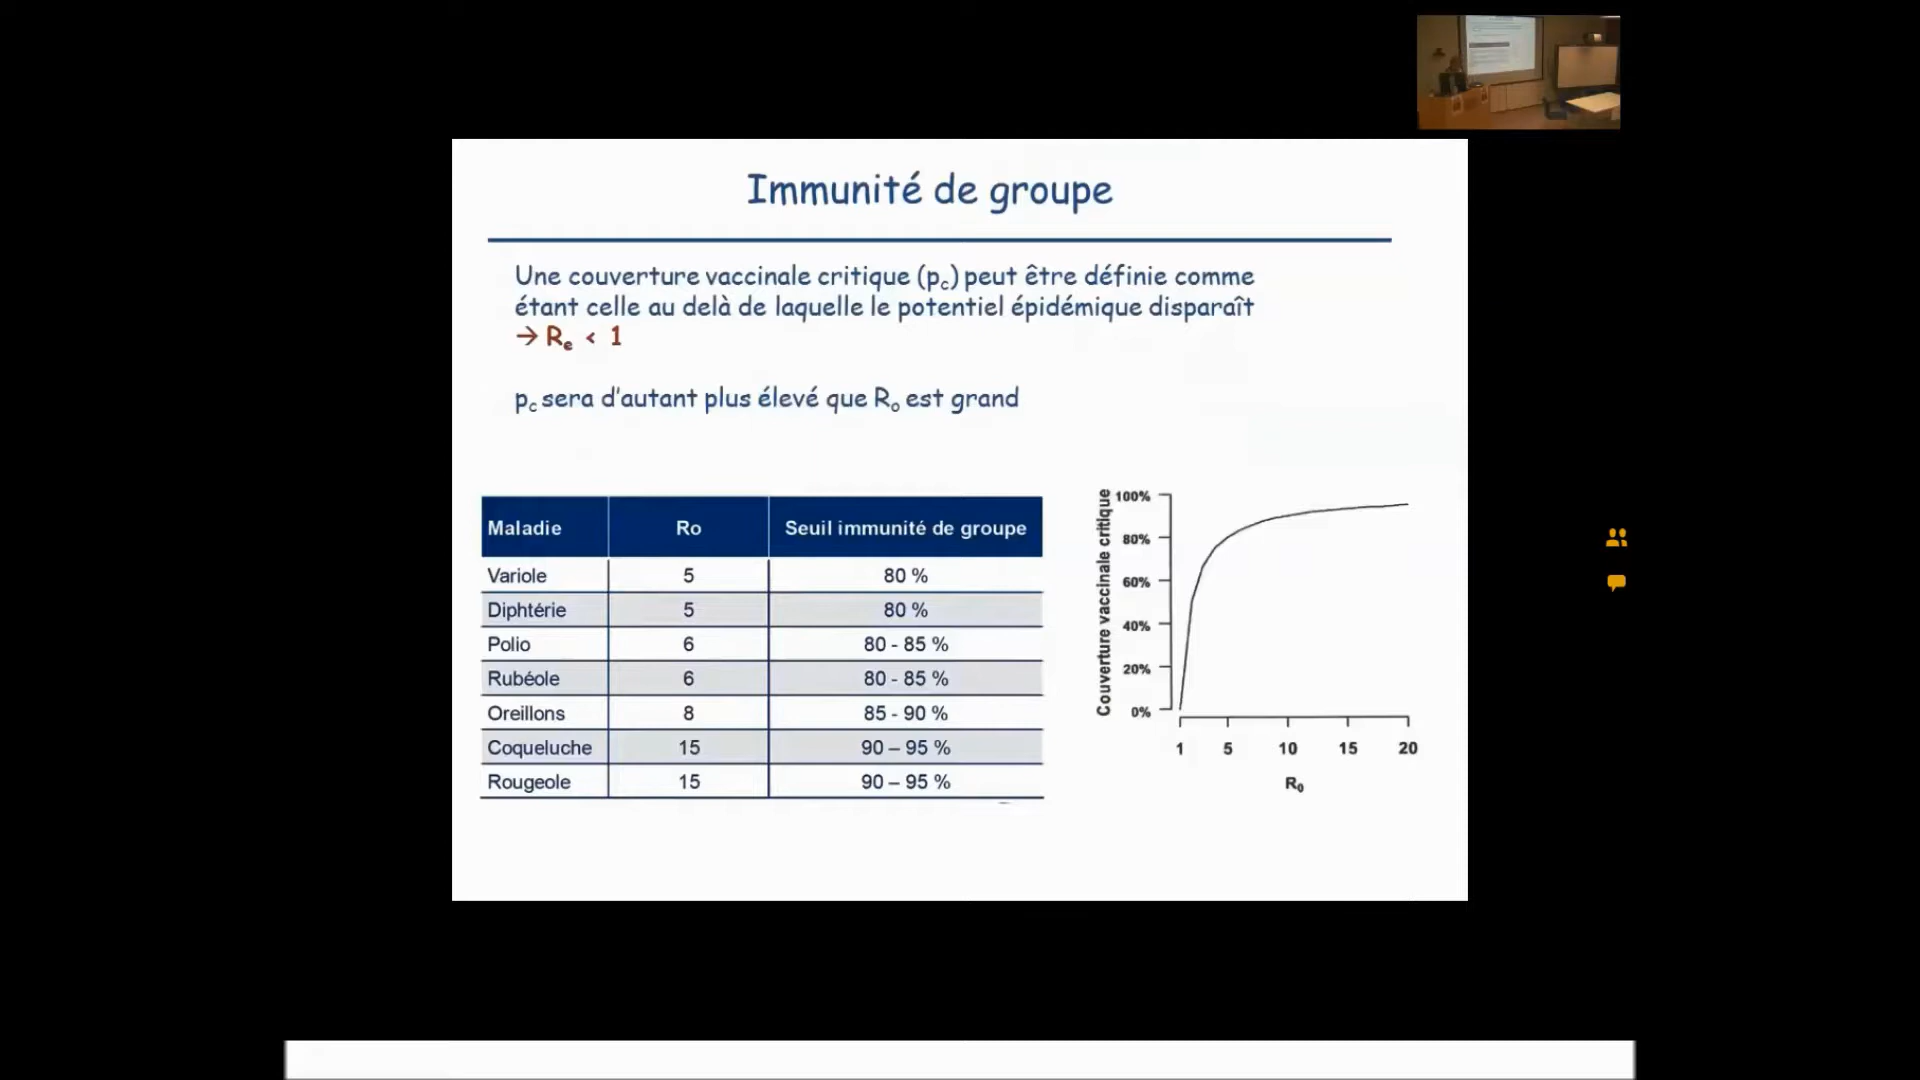 Immunité de groupe
Une couverture vaccinale critique (pc) peut être définie comme
étant celle au delà de laquelle le potentiel épidémique disparaît
→ Re < 1
pc sera d'autant plus élevé que Ro est grand
Maladie Ro Seuil immunité de groupe
Variole 5 80 %
Diphtérie 5 80 %
Polio 6 80 - 85 %
Rubéole 6 80 - 85 %
Oreillons 8 85 - 90 %
Coqueluche 15 90 – 95 %
Rougeole 15 90 – 95 %
Couverture vaccinale critique
100%
80%
60%
40%
20%
0%
1 5 10 15 20
R0